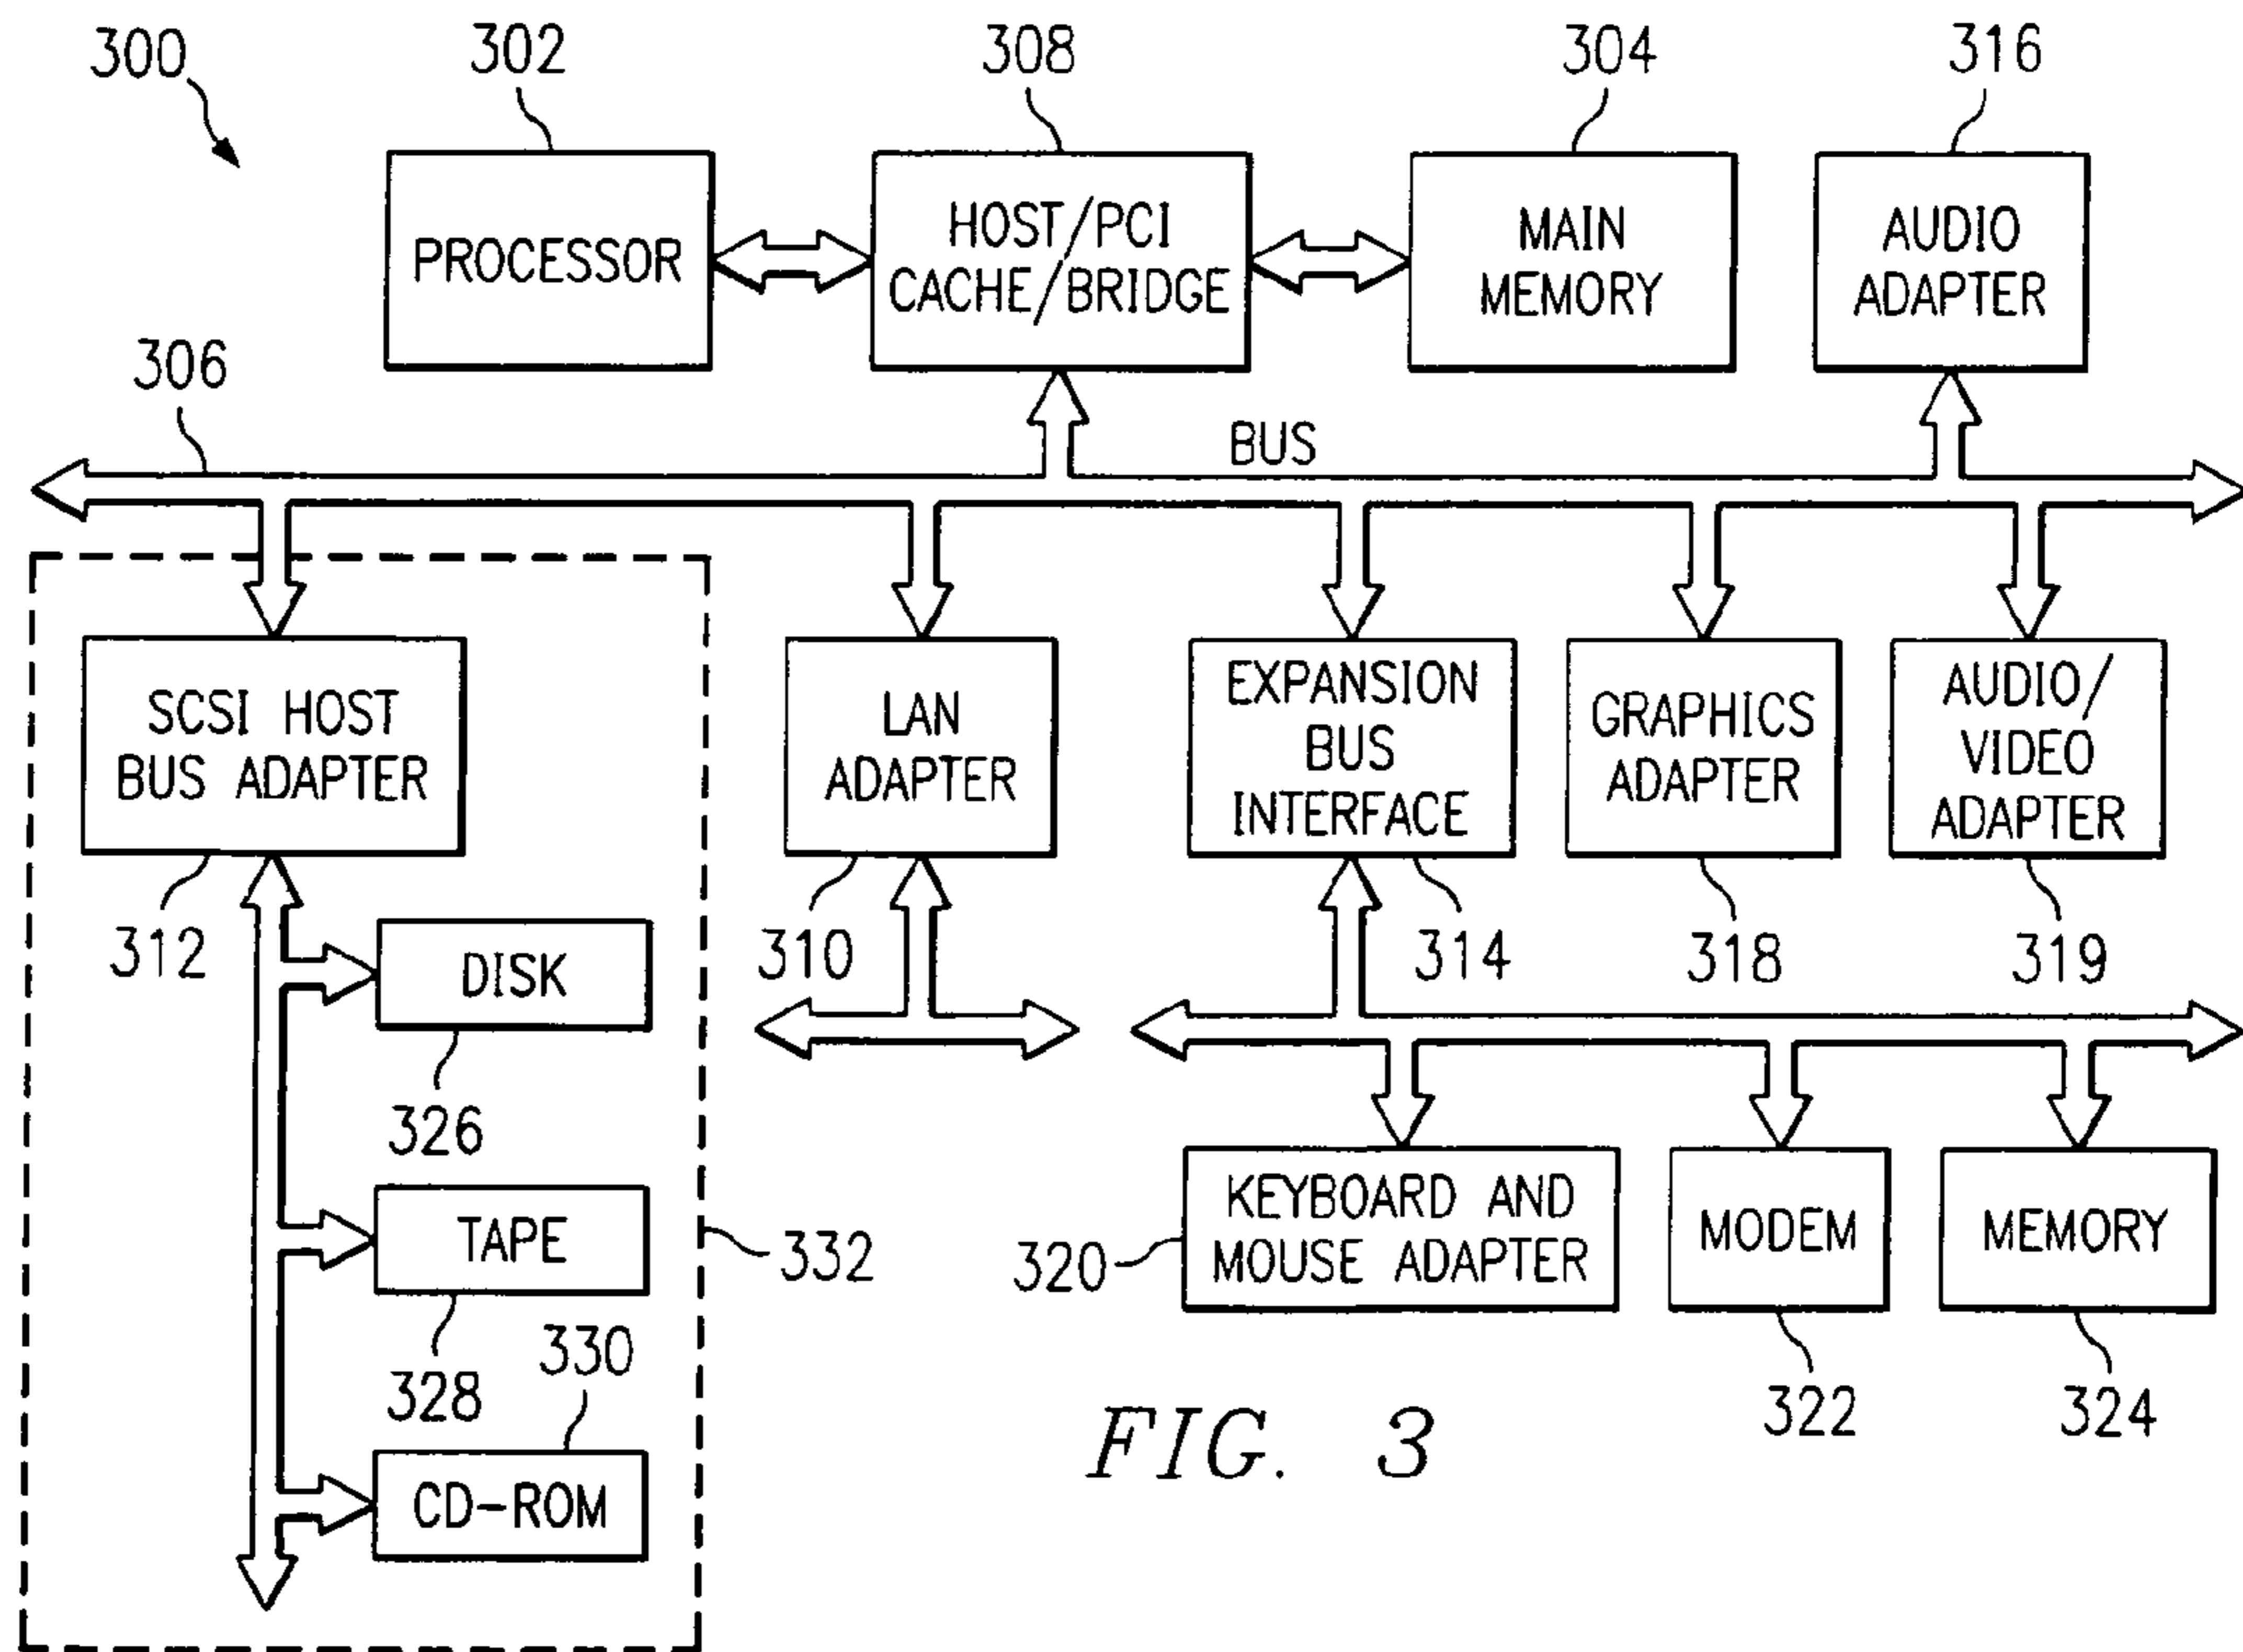 300
302
308
304
316
PROCESSOR
HOST/PCI
CACHE/BRIDGE
MAIN
MEMORY
AUDIO
ADAPTER
306
BUS
SCSI HOST
BUS ADAPTER
LAN
ADAPTER
EXPANSION
BUS
INTERFACE
GRAPHICS
ADAPTER
AUDIO/
VIDEO
ADAPTER
312
310
314
318
319
DISK
326
TAPE
328
332
330
CD-ROM
320
KEYBOARD AND
MOUSE ADAPTER
MODEM
MEMORY
322
324
FIG. 3